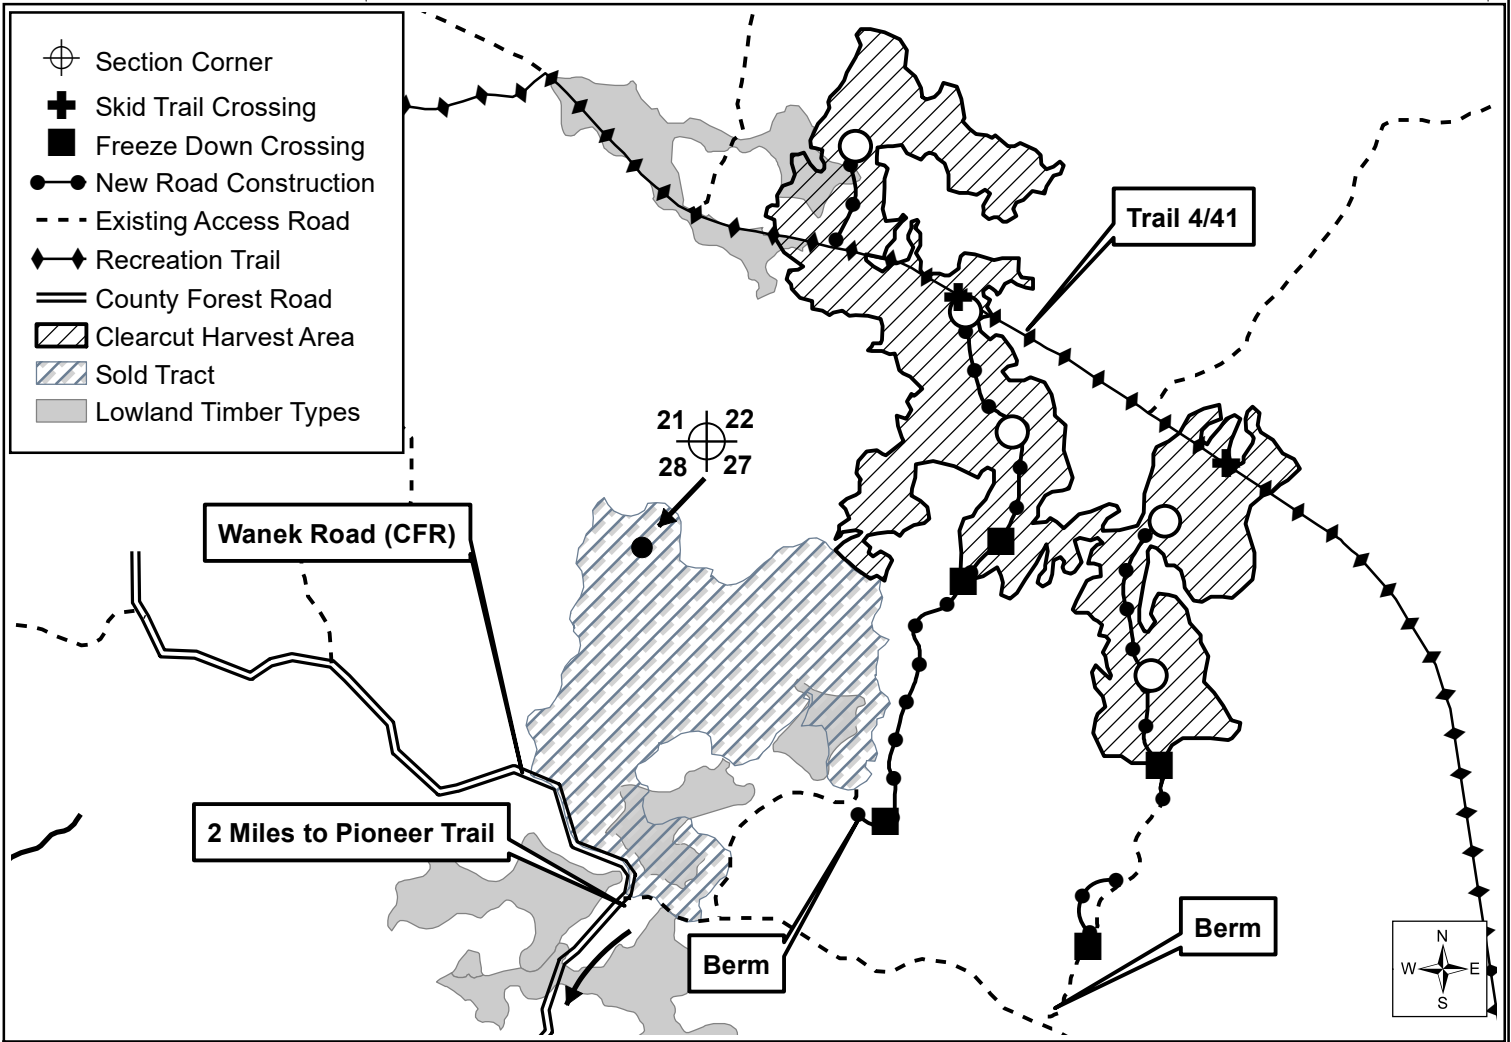 Section Corner
Skid Trail Crossing
Freeze Down Crossing
New Road Construction
Existing Access Road
Recreation Trail
County Forest Road
Clearcut Harvest Area
Sold Tract
Lowland Timber Types
Trail 4/41
21 22
28 27
Wanek Road (CFR)
2 Miles to Pioneer Trail
Berm
Berm
N
W E
S